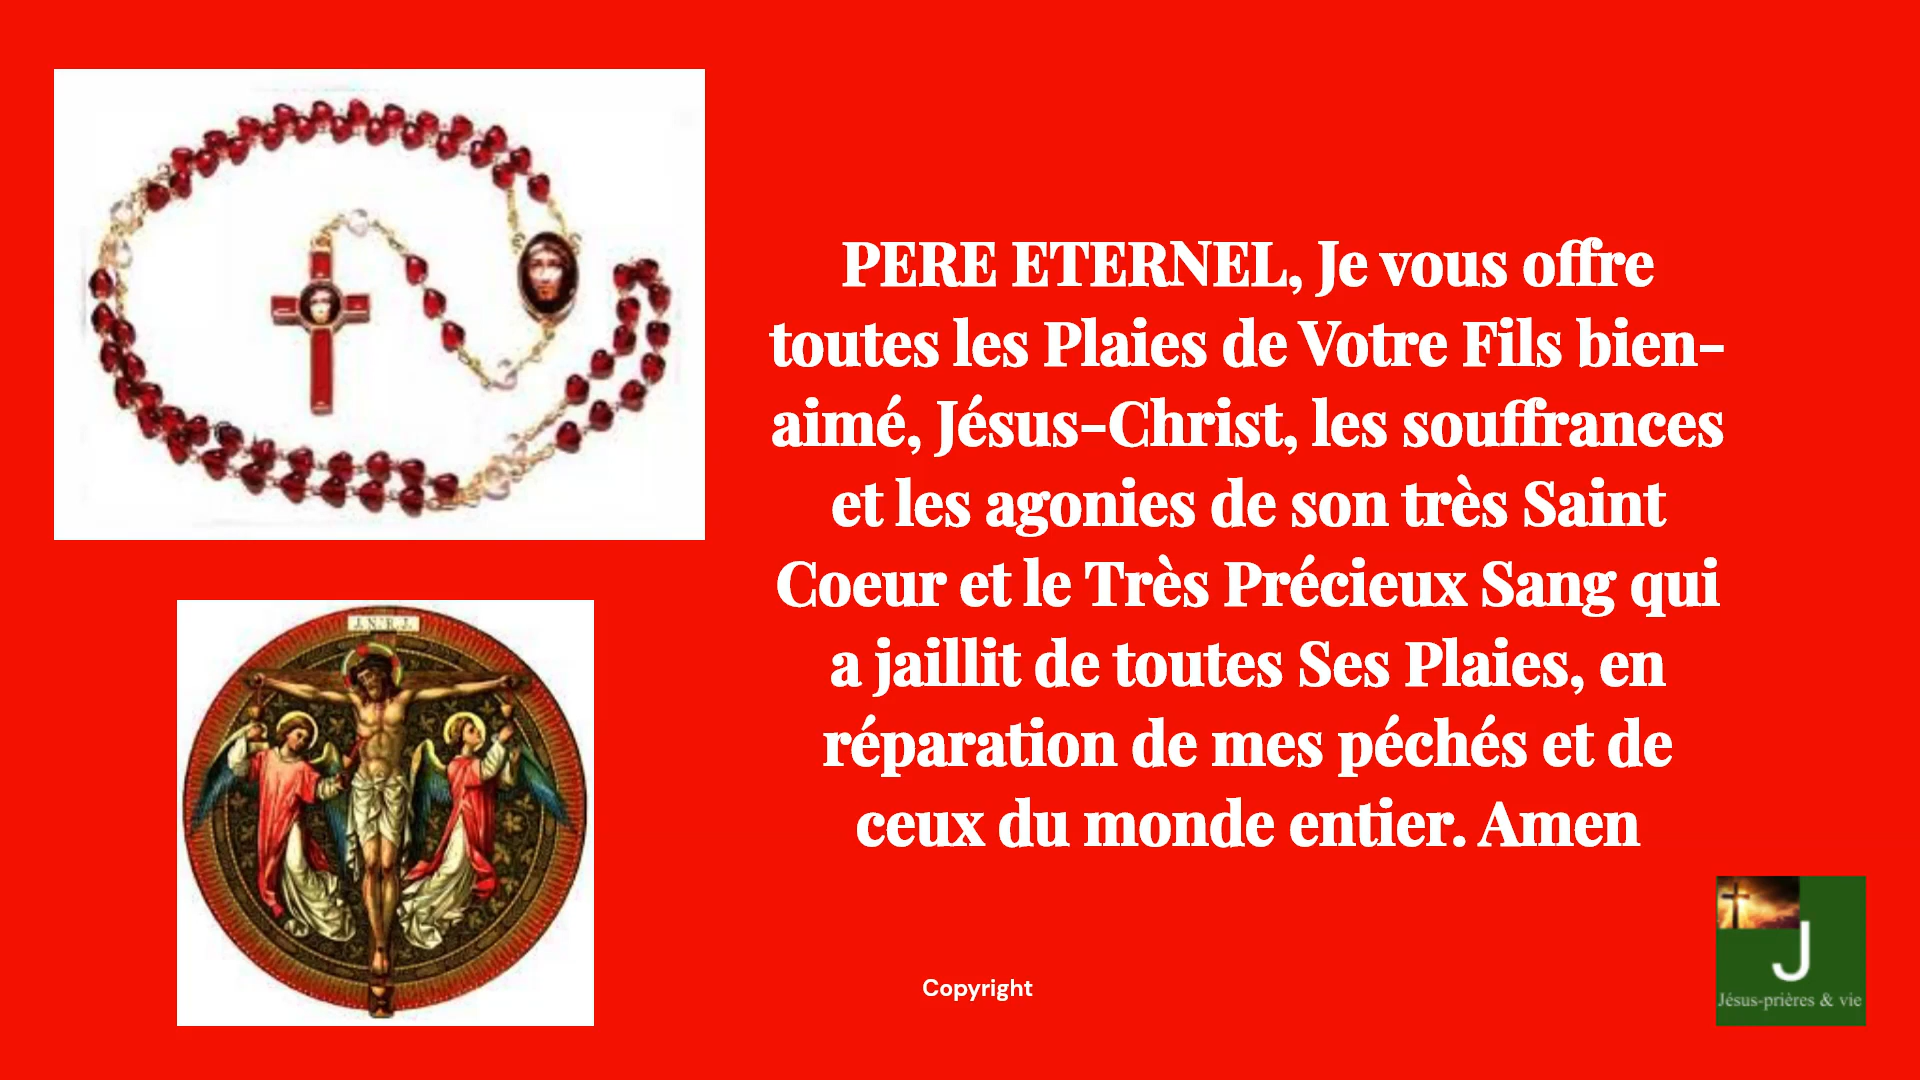 PERE ETERNEL, Je vous offre
toutes les Plaies de Votre Fils bien-
aimé, Jésus-Christ, les souffrances
et les agonies de son très Saint
Coeur et le Très Précieux Sang qui
a jaillit de toutes Ses Plaies, en
réparation de mes péchés et de
ceux du monde entier. Amen
J.N.R.J.
Copyright
J
Jésus-prières & vie